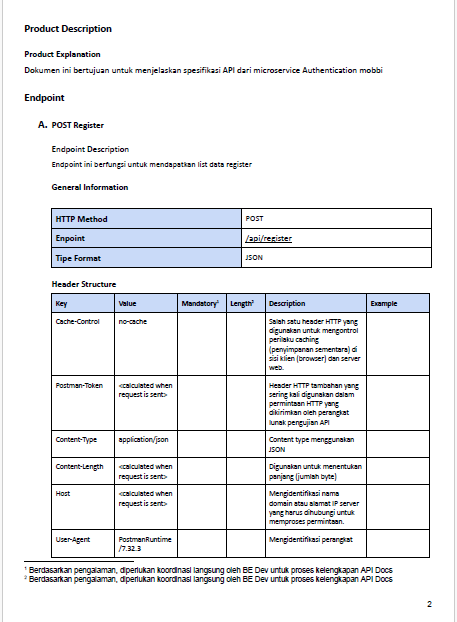 Product Description
Product Explanation
Dokumen ini bertujuan untuk menjelaskan spesifikasi API dari microservice Authentication mobbi
Endpoint
A. POST Register
Endpoint Description
Endpoint ini berfungsi untuk mendapatkan list data register
General Information
HTTP Method POST
Enpoint /api/register
Tipe Format JSON
Header Structure
Key Value Mandatory¹ Length² Description Example
Cache-Control no-cache Salah satu header HTTP yang
digunakan untuk mengontrol
perilaku caching
(penyimpanan sementara) di
sisi klien (browser) dan server
web.
Postman-Token <calculated when Header HTTP tambahan yang
request is sent> sering kali digunakan dalam
permintaan HTTP yang
dikirimkan oleh perangkat
lunak pengujian API
Content-Type application/json Content type menggunakan
JSON
Content-Length <calculated when Digunakan untuk menentukan
request is sent> panjang (jumlah byte)
Host <calculated when Mengidentifikasi nama
request is sent> domain atau alamat IP server
yang harus dihubungi untuk
memproses permintaan.
User-Agent PostmanRuntime Mengidentifikasi perangkat
/7.32.3
¹ Berdasarkan pengalaman, diperlukan koordinasi langsung oleh BE Dev untuk proses kelengkapan API Docs
² Berdasarkan pengalaman, diperlukan koordinasi langsung oleh BE Dev untuk proses kelengkapan API Docs
2